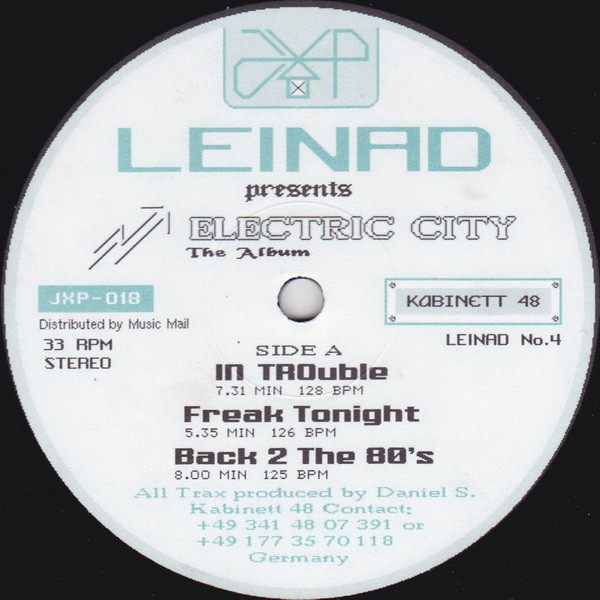 JXP
LEINAD
presents
ELECTRIC CITY
The Album
JXP-018
KABINETT 48
Distributed by Music Mail
33 RPM
LEINAD No.4
STEREO
SIDE A
IN TROuble
7.31 MIN 128 BPM
Freak Tonight
5.35 MIN 126 BPM
Back 2 The 80's
8.00 MIN 125 BPM
All Trax produced by Daniel S.
Kabinett 48 Contact:
+49 341 48 07 391 or
+49 177 35 70 118
Germany